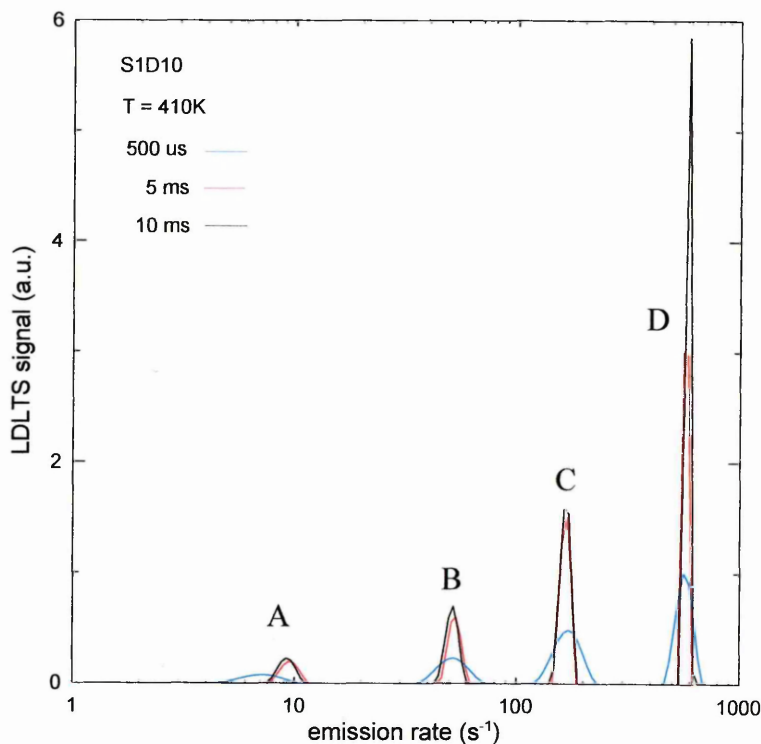 6
S1D10
T = 410K
500 us
5 ms
10 ms
4
D
LDLTS signal (a.u.)
C
2
B
A
0
1 10 100 1000
emission rate (s⁻¹)